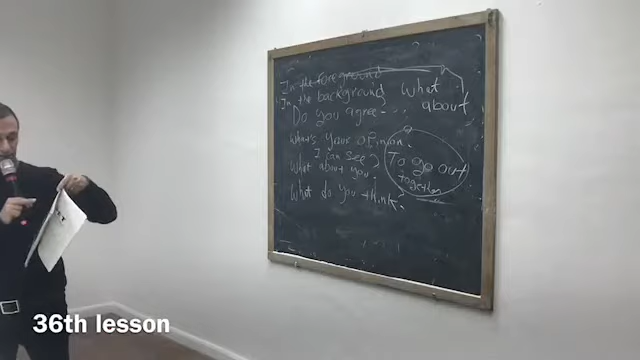 In the foreground
In the background
what
about
Do you agree....
What's your opinion.
I can see?
What about you.
What do you think?
To go out
together
36th lesson